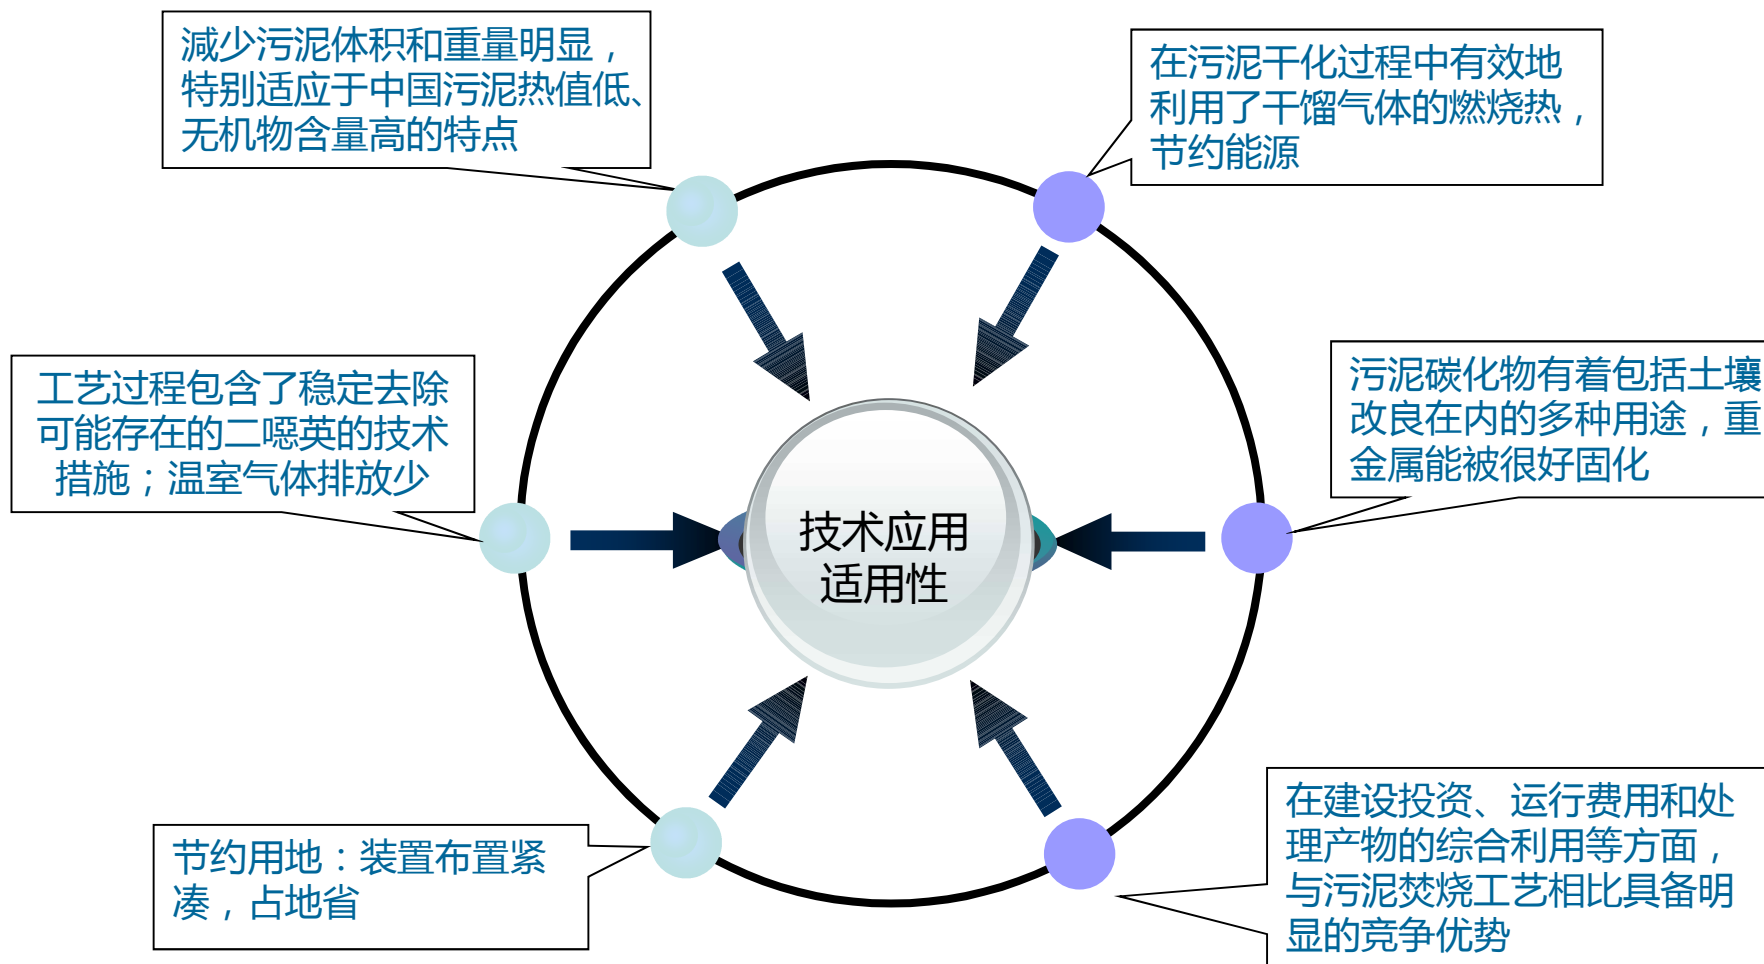 减少污泥体积和重量明显，
特别适应于中国污泥热值低、
无机物含量高的特点
在污泥干化过程中有效地
利用了干馏气体的燃烧热，
节约能源
工艺过程包含了稳定去除
可能存在的二噁英的技术
措施；温室气体排放少
污泥碳化物有着包括土壤
改良在内的多种用途，重
金属能被很好固化
技术应用
适用性
节约用地：装置布置紧
凑，占地省
在建设投资、运行费用和处
理产物的综合利用等方面，
与污泥焚烧工艺相比具备明
显的竞争优势